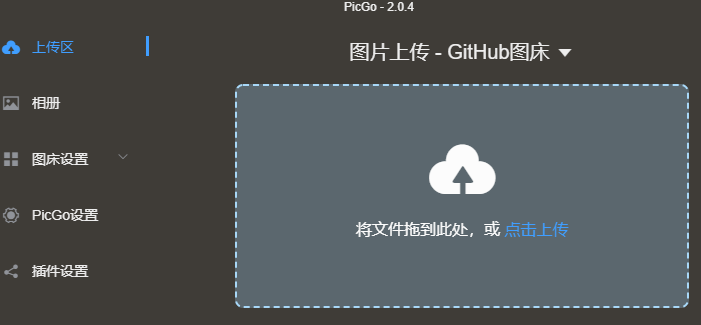 PicGo - 2.0.4
上传区
图片上传 - GitHub图床
相册
图床设置
PicGo设置
插件设置
将文件拖到此处，或 点击上传